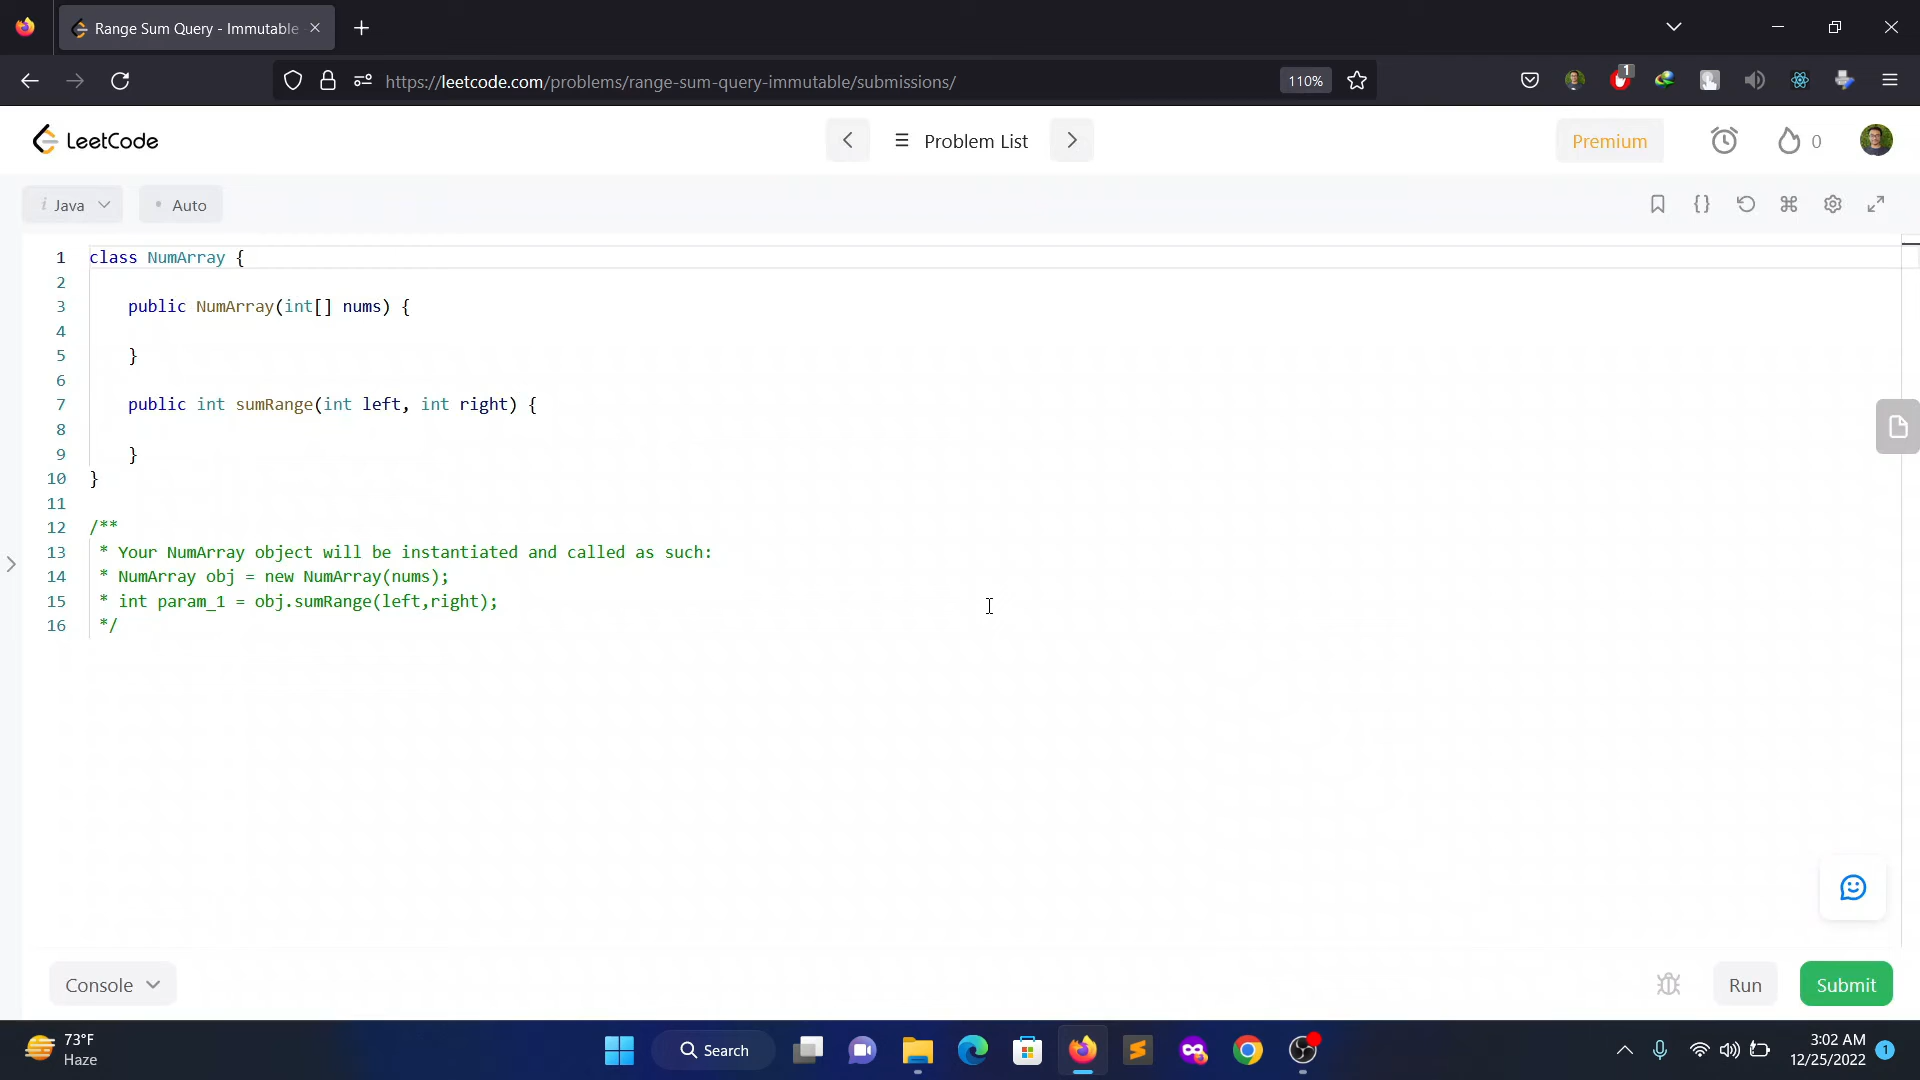 Range Sum Query - Immutable
https://leetcode.com/problems/range-sum-query-immutable/submissions/
110%
1
LeetCode
Problem List
Premium
0
i Java
Auto
1 class NumArray {
2
3 public NumArray(int[] nums) {
4
5 }
6
7 public int sumRange(int left, int right) {
8
9 }
10 }
11
12 /**
13 * Your NumArray object will be instantiated and called as such:
14 * NumArray obj = new NumArray(nums);
15 * int param_1 = obj.sumRange(left,right);
16 */
Console
Run
Submit
73°F
Haze
Search
3:02 AM
12/25/2022
1